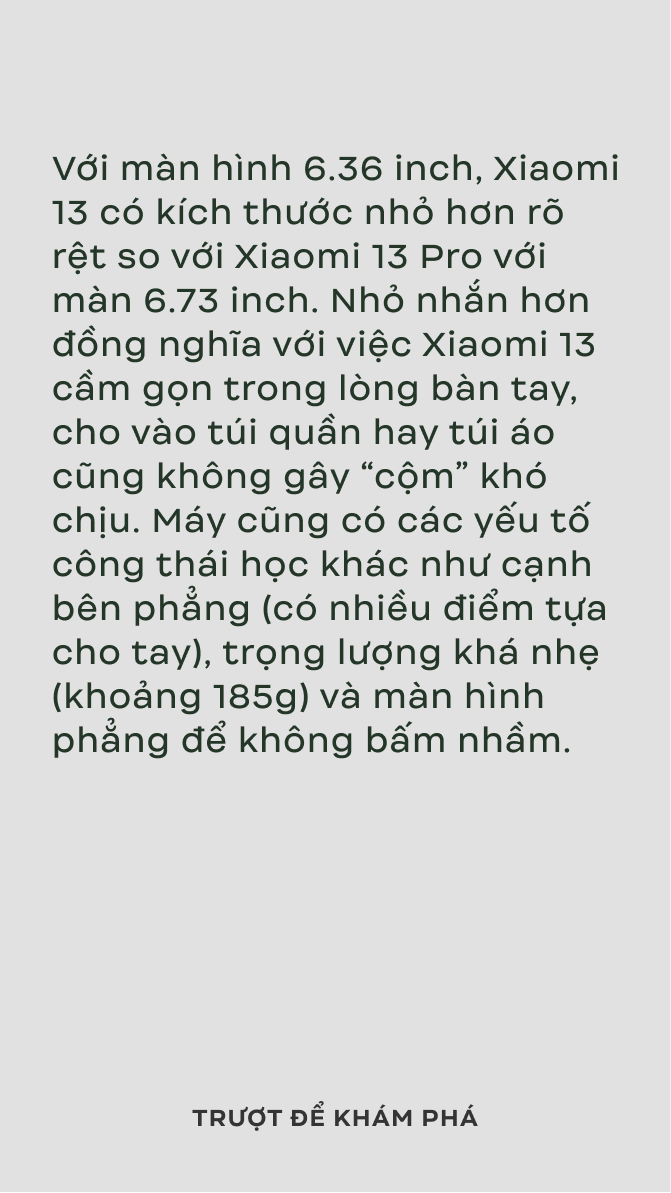 Với màn hình 6.36 inch, Xiaomi
13 có kích thước nhỏ hơn rõ
rệt so với Xiaomi 13 Pro với
màn 6.73 inch. Nhỏ nhắn hơn
đồng nghĩa với việc Xiaomi 13
cầm gọn trong lòng bàn tay,
cho vào túi quần hay túi áo
cũng không gây “cộm” khó
chịu. Máy cũng có các yếu tố
công thái học khác như cạnh
bên phẳng (có nhiều điểm tựa
cho tay), trọng lượng khá nhẹ
(khoảng 185g) và màn hình
phẳng để không bấm nhầm.
TRƯỢT ĐỂ KHÁM PHÁ